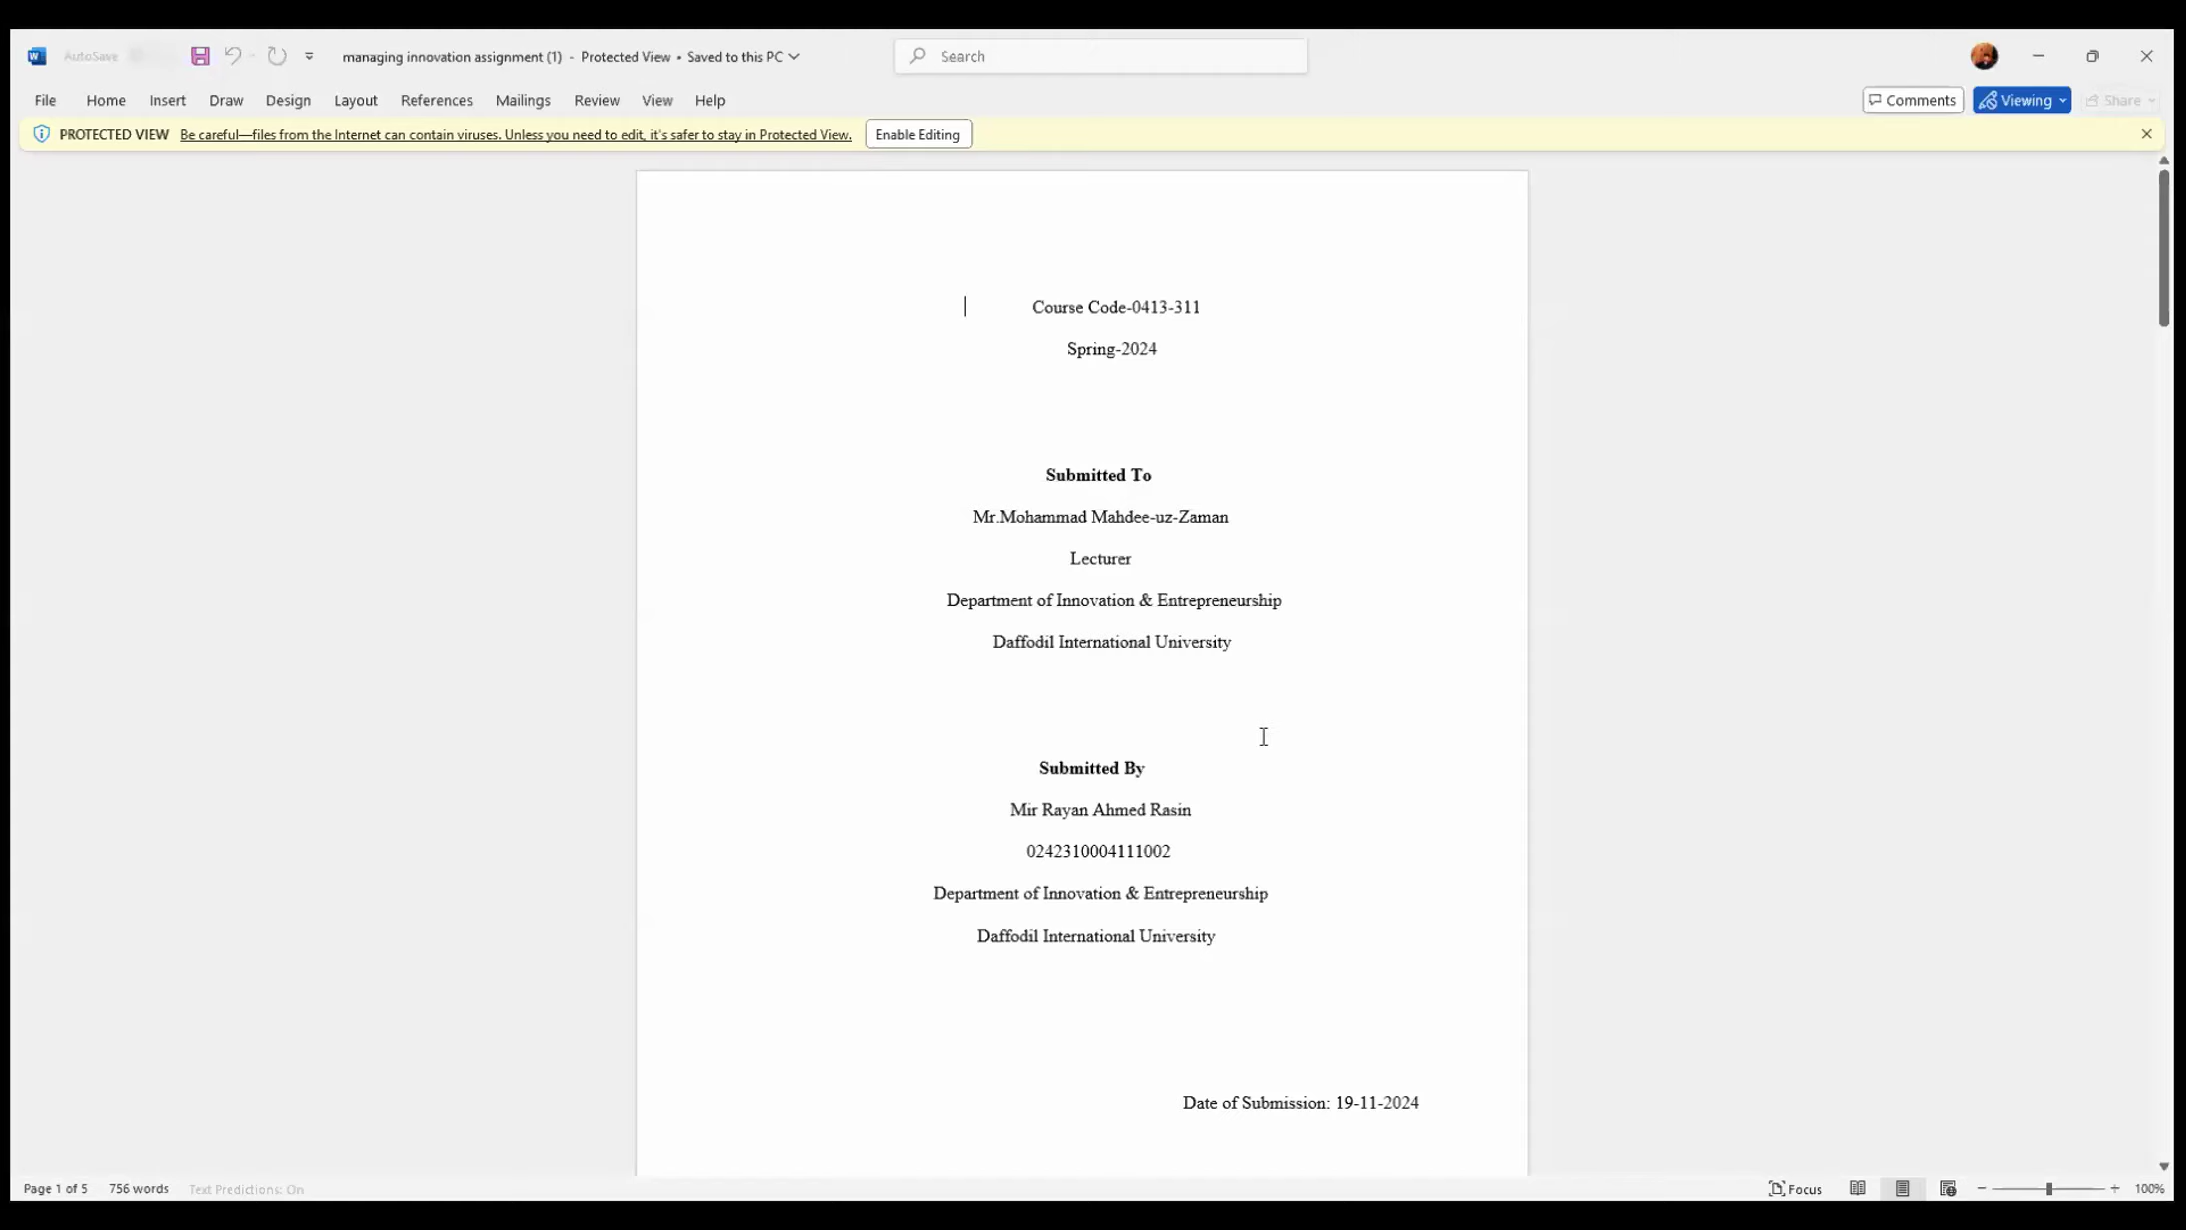 AutoSave
managing innovation assignment (1) - Protected View • Saved to this PC
Search
File Home Insert Draw Design Layout References Mailings Review View Help
Comments Viewing Share
PROTECTED VIEW Be careful—files from the Internet can contain viruses. Unless you need to edit, it's safer to stay in Protected View. Enable Editing
Course Code-0413-311
Spring-2024
Submitted To
Mr.Mohammad Mahdee-uz-Zaman
Lecturer
Department of Innovation & Entrepreneurship
Daffodil International University
Submitted By
Mir Rayan Ahmed Rasin
0242310004111002
Department of Innovation & Entrepreneurship
Daffodil International University
Date of Submission: 19-11-2024
Page 1 of 5 756 words Text Predictions: On Focus 100%